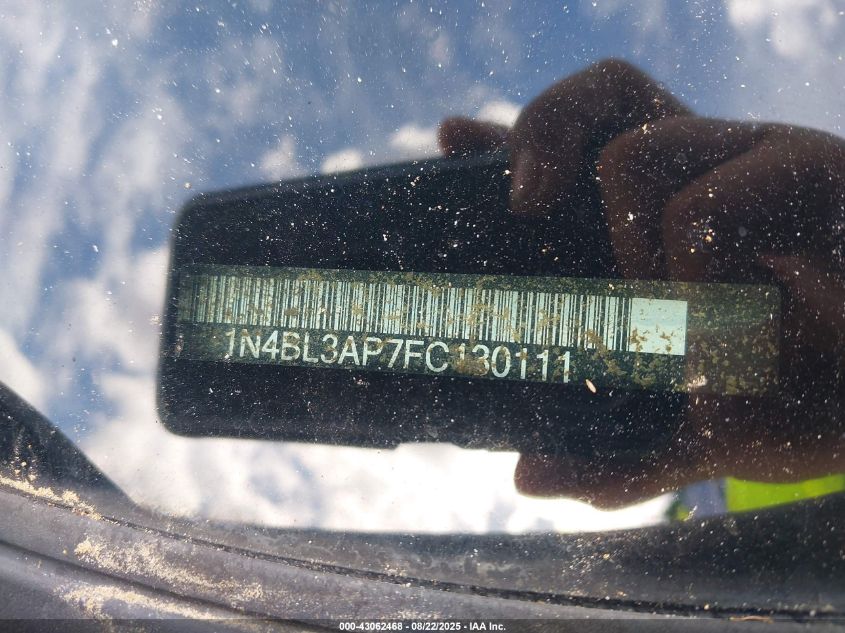 1N4BL3AP7FC130111
000-43062468 - 08/22/2025 - IAA Inc.